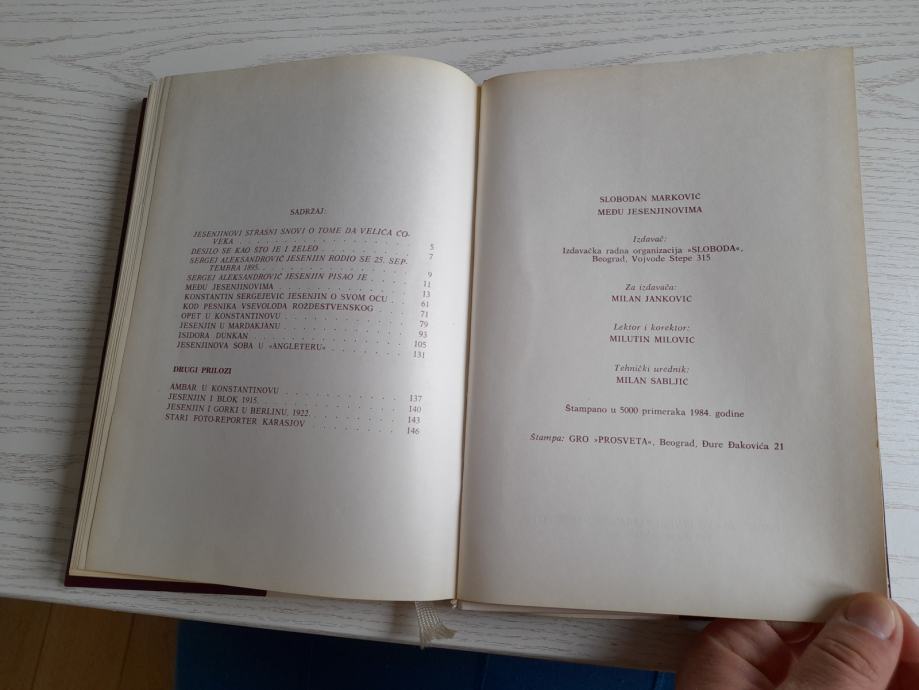 SADRŽAJ:
JESENJINOVI STRASNI SNOVI O TOME DA VELIČA ČO-
VEKA . . . . . . . . . . . . . . . . 5
DESILO SE KAO ŠTO JE I ŽELEO . . . . . . . . 7
SERGEJ ALEKSANDROVIĆ JESENJIN RODIO SE 25. SEP-
TEMBRA 1895. . . . . . . . . . . . . . . 9
SERGEJ ALEKSANDROVIĆ JESENJIN PISAO JE . . . . 11
MEĐU JESENJINOVIMA . . . . . . . . . . . . 13
KONSTANTIN SERGEJEVIČ JESENJIN O SVOM OCU . . 61
KOD PESNIKA VSEVOLODA ROŽDESTVENSKOG . . . 71
OPET U KONSTANTINOVU . . . . . . . . . . . 79
JESENJIN U MARDAKJANU . . . . . . . . . . . 93
ISIDORA DUNKAN . . . . . . . . . . . . . . 105
JESENJINOVA SOBA U »ANGLETERU« . . . . . . . 131
DRUGI PRILOZI
AMBAR U KONSTANTINOVU . . . . . . . . . . 137
JESENJIN I BLOK 1915. . . . . . . . . . . . . 140
JESENJIN I GORKI U BERLINU, 1922. . . . . . . . 143
STARI FOTO-REPORTER KARASJOV . . . . . . . . 146
SLOBODAN MARKOVIĆ
MEĐU JESENJINOVIMA
Izdavač:
Izdavačka radna organizacija »SLOBODA«,
Beograd, Vojvode Stepe 315
Za izdavača:
MILAN JANKOVIĆ
Lektor i korektor:
MILUTIN MILOVIĆ
Tehnički urednik:
MILAN SABLJIĆ
Štampano u 5000 primeraka 1984. godine
Štampa: GRO »PROSVETA«, Beograd, Đure Đakovića 21